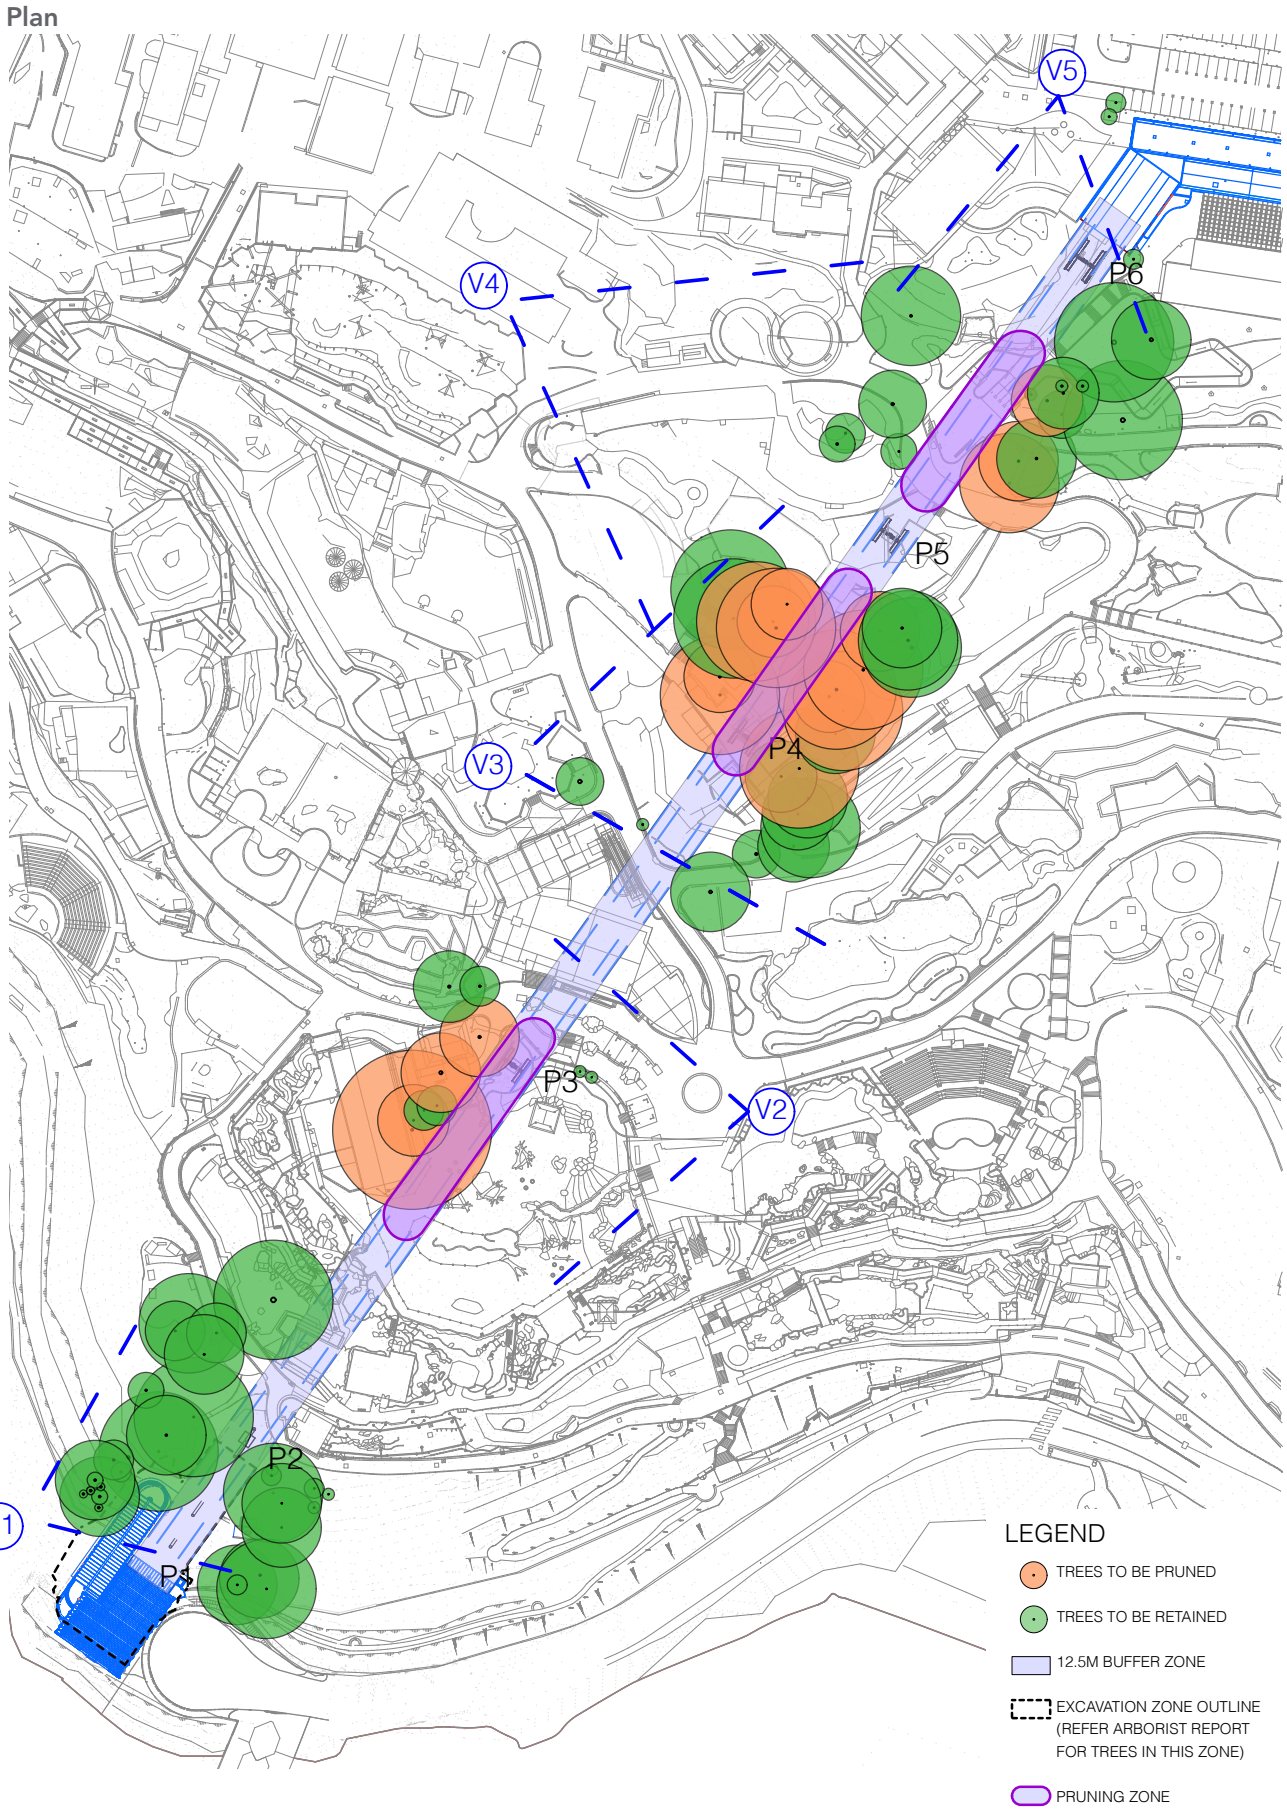 Plan
V5
V4
P6
P5
P4
V3
P3
V2
P2
1
P1
LEGEND
TREES TO BE PRUNED
TREES TO BE RETAINED
12.5M BUFFER ZONE
EXCAVATION ZONE OUTLINE
(REFER ARBORIST REPORT
FOR TREES IN THIS ZONE)
PRUNING ZONE